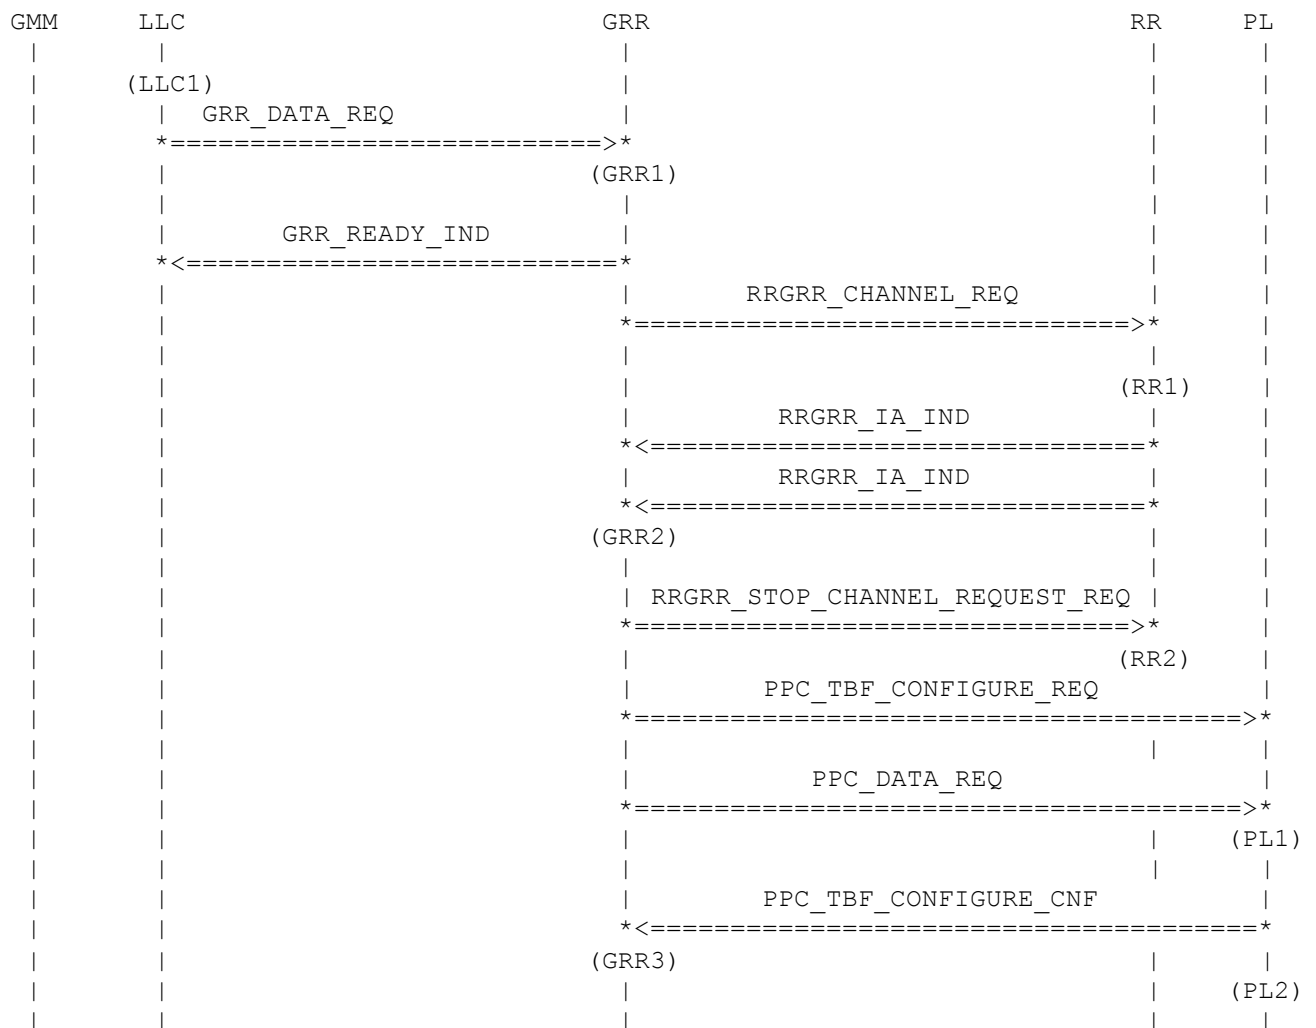 GMM LLC GRR RR PL
(LLC1)
GRR_DATA_REQ
(GRR1)
GRR_READY_IND
RRGRR_CHANNEL_REQ
(RR1)
RRGRR_IA_IND
RRGRR_IA_IND
(GRR2)
RRGRR_STOP_CHANNEL_REQUEST_REQ
(RR2)
PPC_TBF_CONFIGURE_REQ
PPC_DATA_REQ
(PL1)
PPC_TBF_CONFIGURE_CNF
(GRR3)
(PL2)